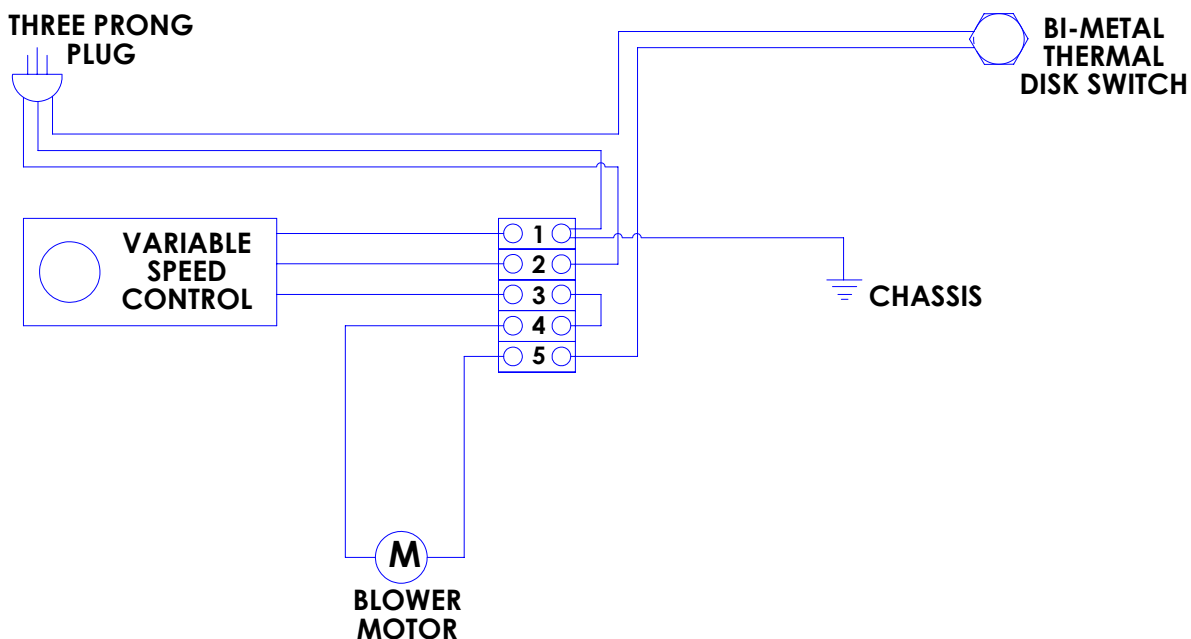 THREE PRONG
PLUG
BI-METAL
THERMAL
DISK SWITCH
VARIABLE
SPEED
CONTROL
1
2
3
4
5
CHASSIS
M
BLOWER
MOTOR